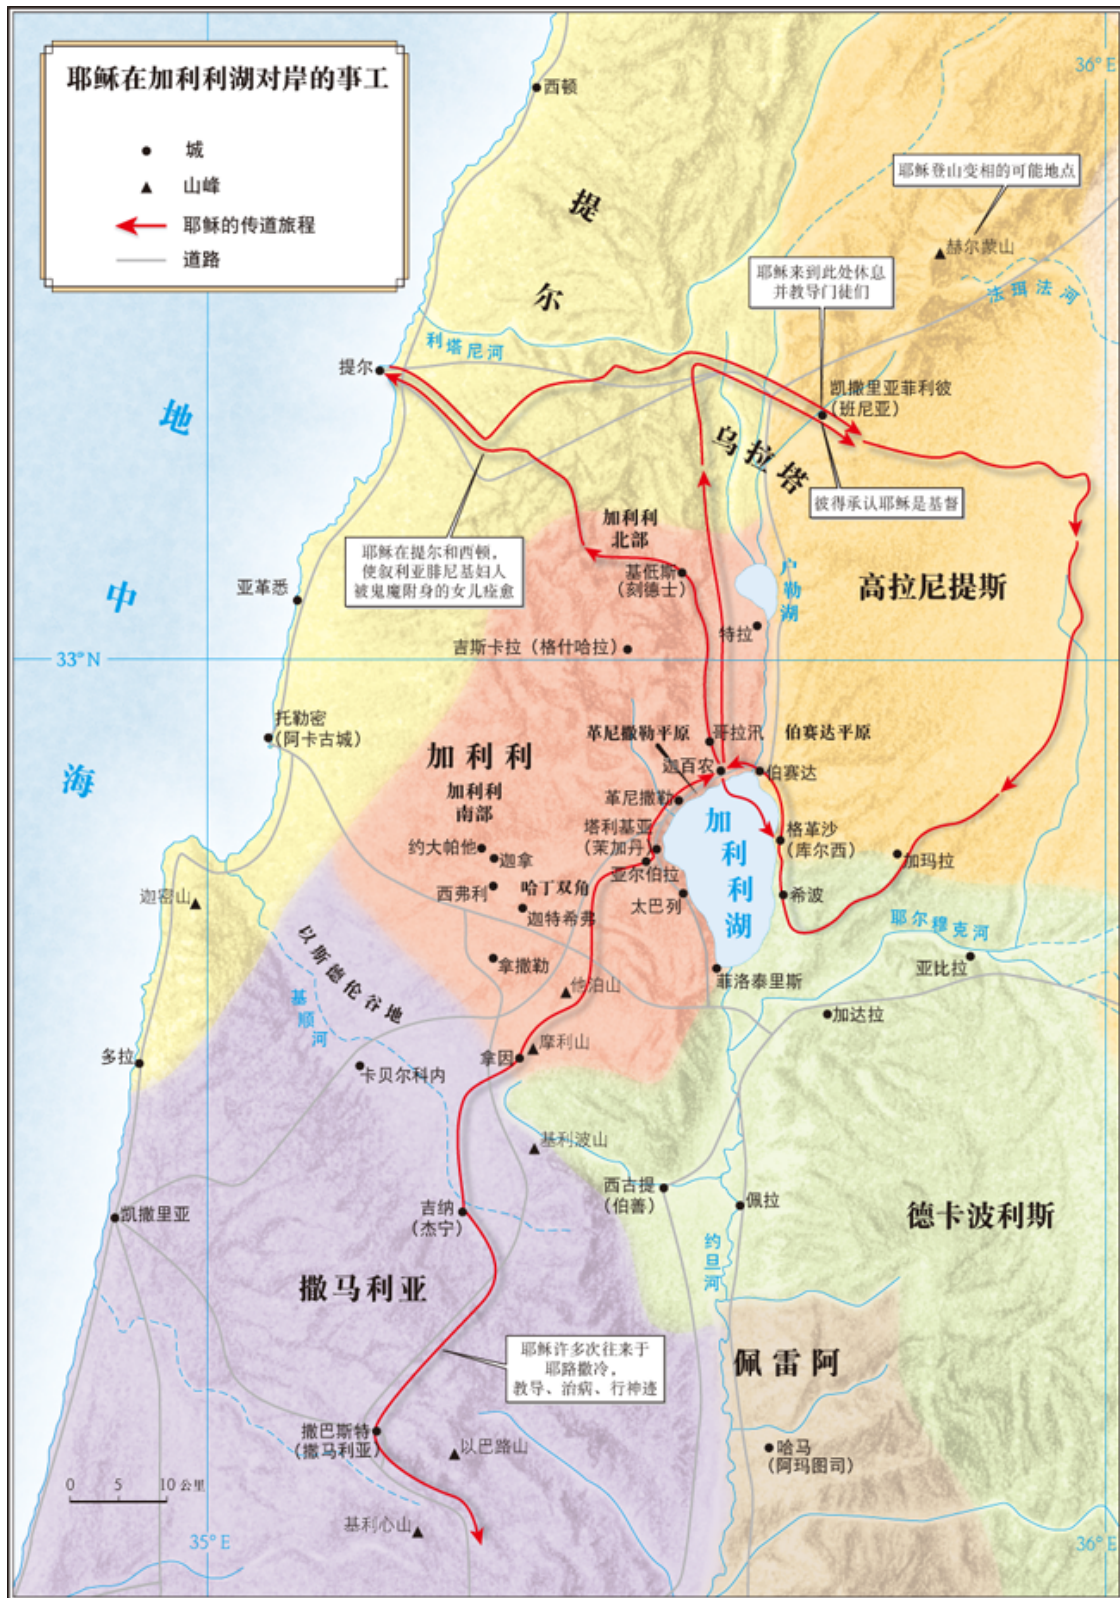 耶稣在加利利湖对岸的事工
城
山峰
耶稣的传道旅程
道路
36°E
西顿
提
尔
耶稣登山变相的可能地点
赫尔蒙山
耶稣来到此处休息
并教导门徒们
法珥法河
利塔尼河
提尔
凯撒里亚菲利彼
（班尼亚）
地
中
海
乌拉塔
彼得承认耶稣是基督
加利利
北部
耶稣在提尔和西顿，
使叙利亚腓尼基妇人
被鬼魔附身的女儿痊愈
基低斯
（刻德士）
户勒湖
高拉尼提斯
亚革悉
特拉
吉斯卡拉（格什哈拉）
33°N
托勒密
（阿卡古城）
革尼撒勒平原
哥拉汛
伯赛达平原
加利利
迦百农
伯赛达
加利利
南部
革尼撒勒
塔利基亚
（茉加丹）
加利利湖
格革沙
（库尔西）
约大帕他
迦拿
亚尔伯拉
加玛拉
西弗利
哈丁双角
太巴列
希波
迦密山
迦特希弗
耶尔穆克河
以斯德伦谷地
拿撒勒
菲洛泰里斯
亚比拉
基顺河
他泊山
加达拉
多拉
拿因
摩利山
卡贝尔科内
基利波山
西古提
（伯善）
佩拉
凯撒里亚
吉纳
（杰宁）
德卡波利斯
约旦河
撒马利亚
耶稣许多次往来于
耶路撒冷，
教导、治病、行神迹
佩雷阿
撒巴斯特
（撒马利亚）
以巴路山
哈马
（阿玛图司）
0 5 10 公里
基利心山
35°E
36°E